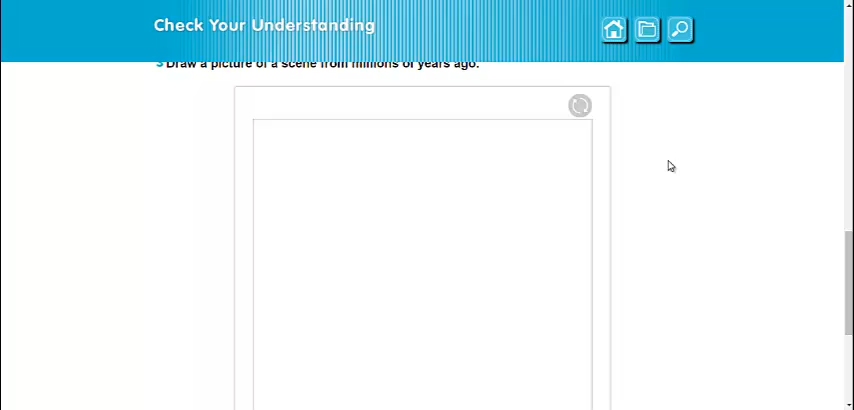 Check Your Understanding
3 Draw a picture of a scene from millions of years ago.